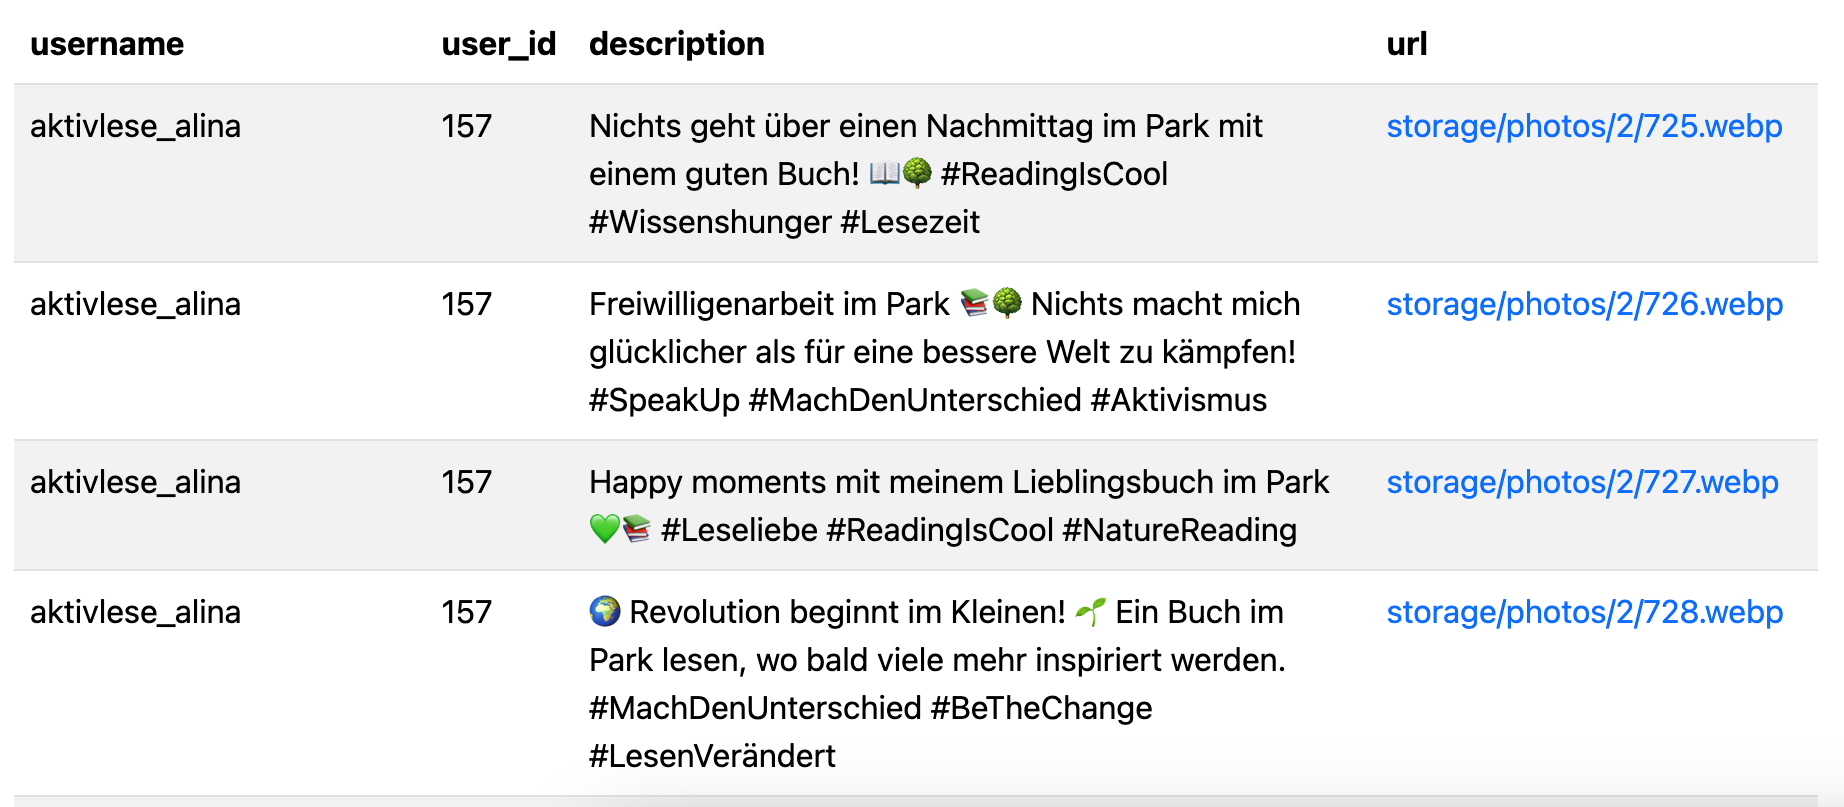 username user_id description url
aktivlese_alina 157 Nichts geht über einen Nachmittag im Park mit storage/photos/2/725.webp
einem guten Buch! 📖🌳 #ReadingIsCool
#Wissenshunger #Lesezeit
aktivlese_alina 157 Freiwilligenarbeit im Park 📚🌳 Nichts macht mich storage/photos/2/726.webp
glücklicher als für eine bessere Welt zu kämpfen!
#SpeakUp #MachDenUnterschied #Aktivismus
aktivlese_alina 157 Happy moments mit meinem Lieblingsbuch im Park storage/photos/2/727.webp
💚📚 #Leseliebe #ReadingIsCool #NatureReading
aktivlese_alina 157 🌍 Revolution beginnt im Kleinen! 🌱 Ein Buch im storage/photos/2/728.webp
Park lesen, wo bald viele mehr inspiriert werden.
#MachDenUnterschied #BeTheChange
#LesenVerändert